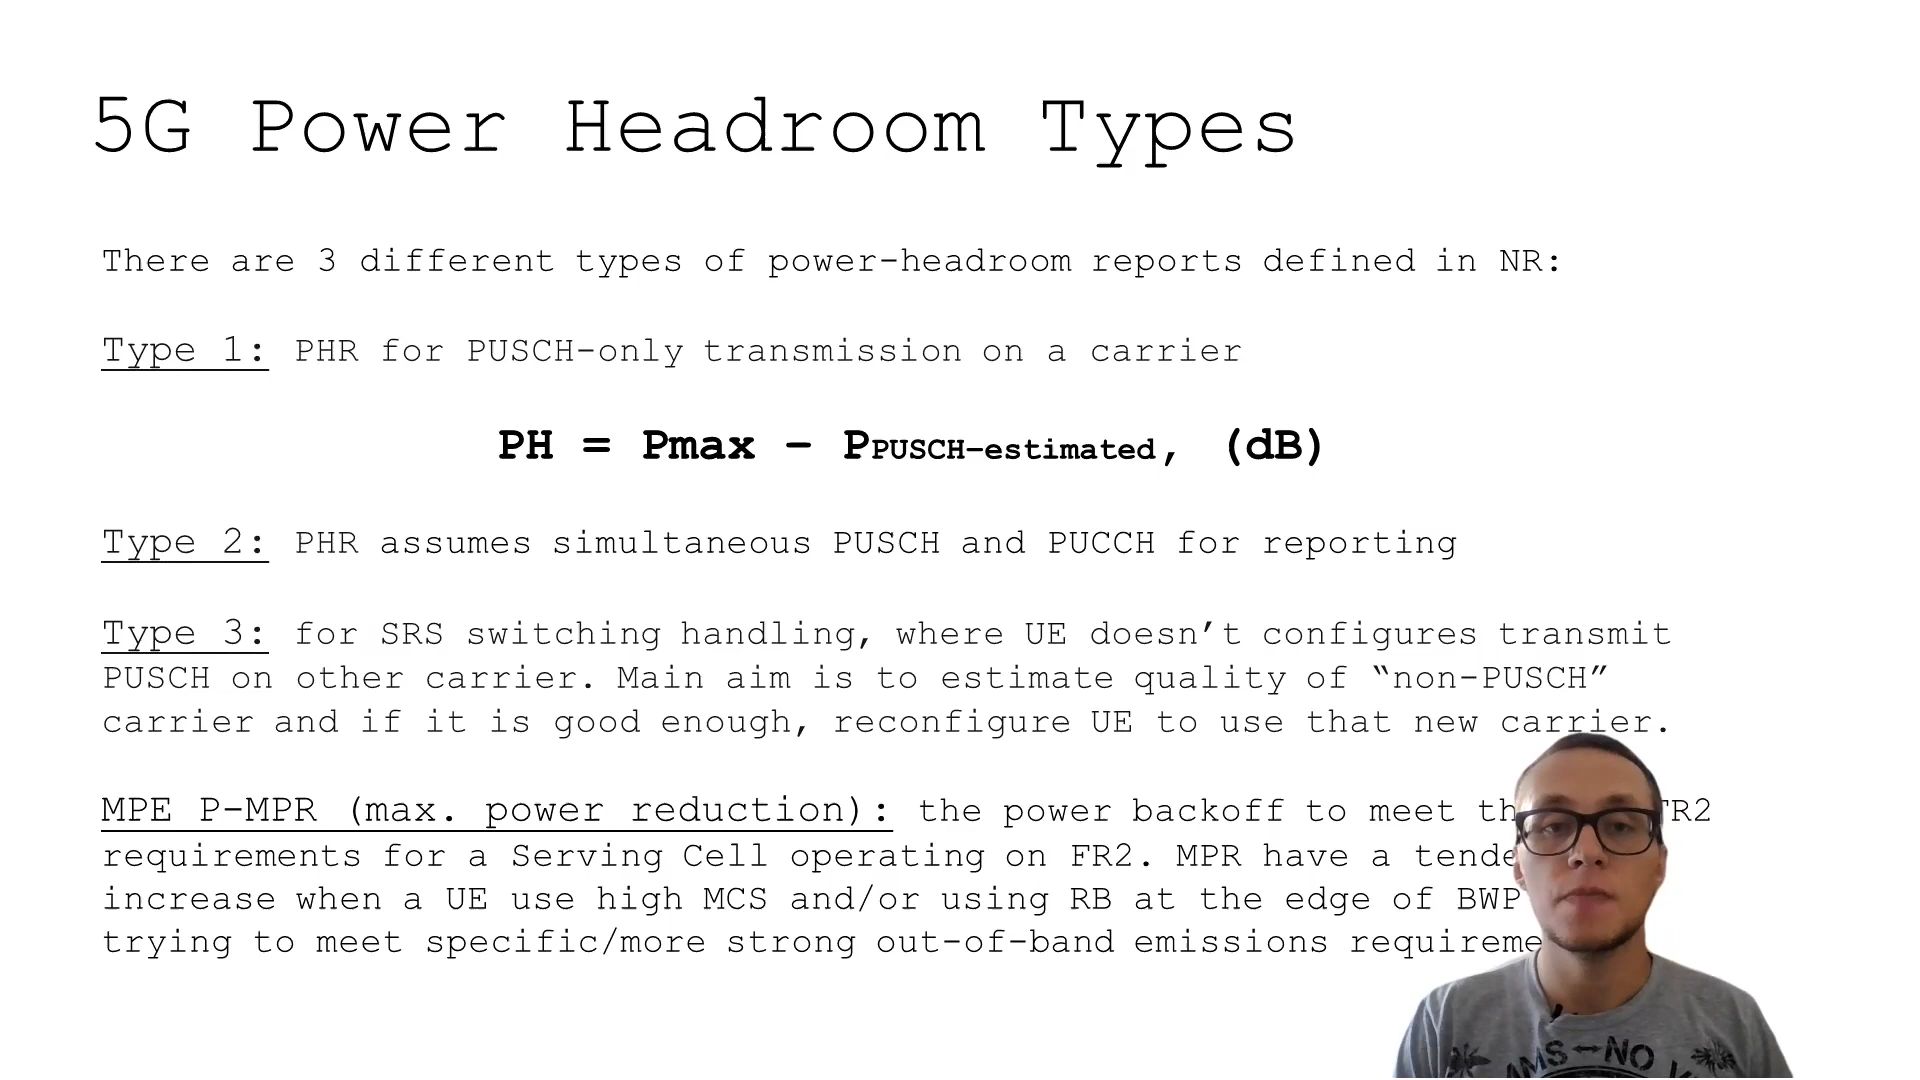 5G Power Headroom Types
There are 3 different types of power-headroom reports defined in NR:
Type 1: PHR for PUSCH-only transmission on a carrier
PH = Pmax - PPUSCH-estimated, (dB)
Type 2: PHR assumes simultaneous PUSCH and PUCCH for reporting
Type 3: for SRS switching handling, where UE doesn’t configures transmit
PUSCH on other carrier. Main aim is to estimate quality of “non-PUSCH”
carrier and if it is good enough, reconfigure UE to use that new carrier.
MPE P-MPR (max. power reduction): the power backoff to meet FR2
requirements for a Serving Cell operating on FR2. MPR have a
increase when a UE use high MCS and/or using RB at the edge of BWP
trying to meet specific/more strong out-of-band emissions
NO